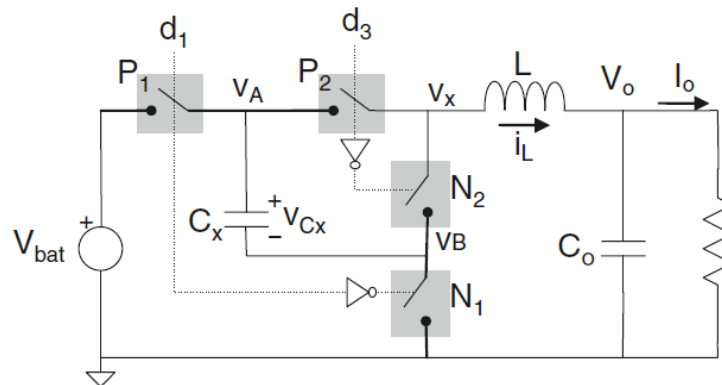 d1 d3
P1 vA P2 vx L Vo Io
iL
Cx + vCx −
N2
vB
Vbat +
Co
N1